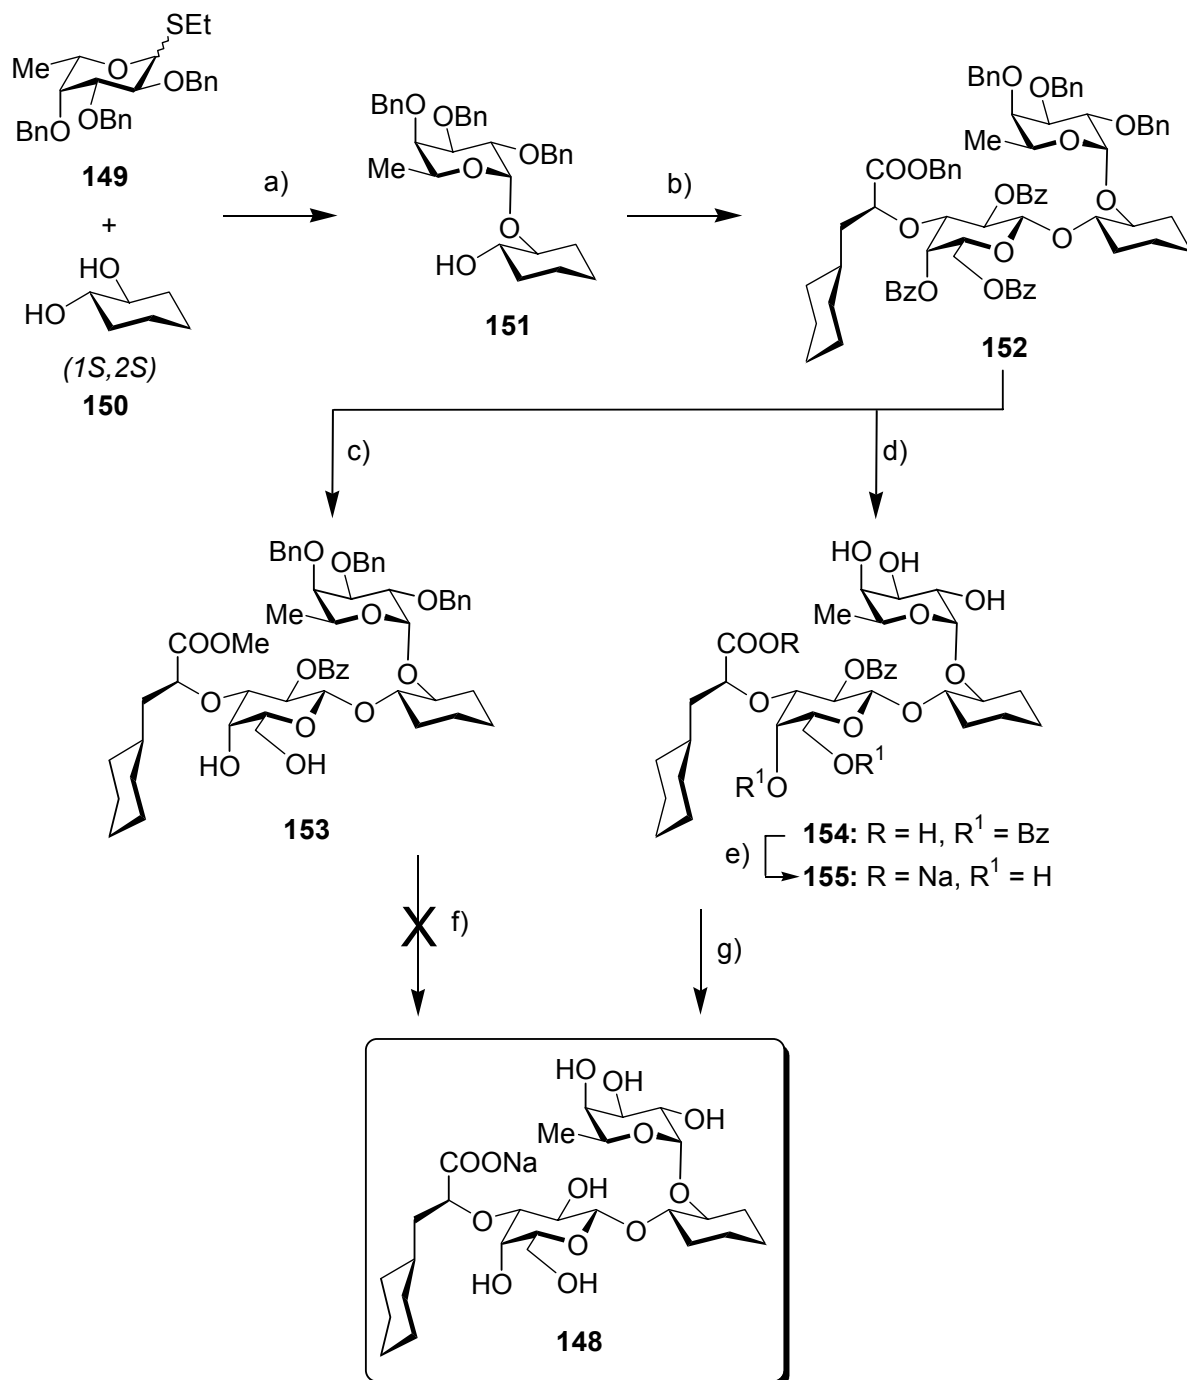 SEt
Me
O
OBn
BnO
OBn
149
+
HO
HO
(1S,2S)
150
a)
BnO
OBn
OBn
Me
O
O
HO
151
b)
BnO
OBn
OBn
Me
O
COOBn
OBz
O
O
O
O
BzO
OBz
152
c)
d)
BnO
OBn
OBn
Me
O
COOMe
OBz
O
O
O
O
HO
OH
153
HO
OH
OH
Me
O
COOR
OBz
O
O
O
O
OR¹
R¹O
154: R = H, R¹ = Bz
e)
155: R = Na, R¹ = H
X f)
g)
HO
OH
OH
Me
O
COONa
OH
O
O
O
O
HO
OH
148